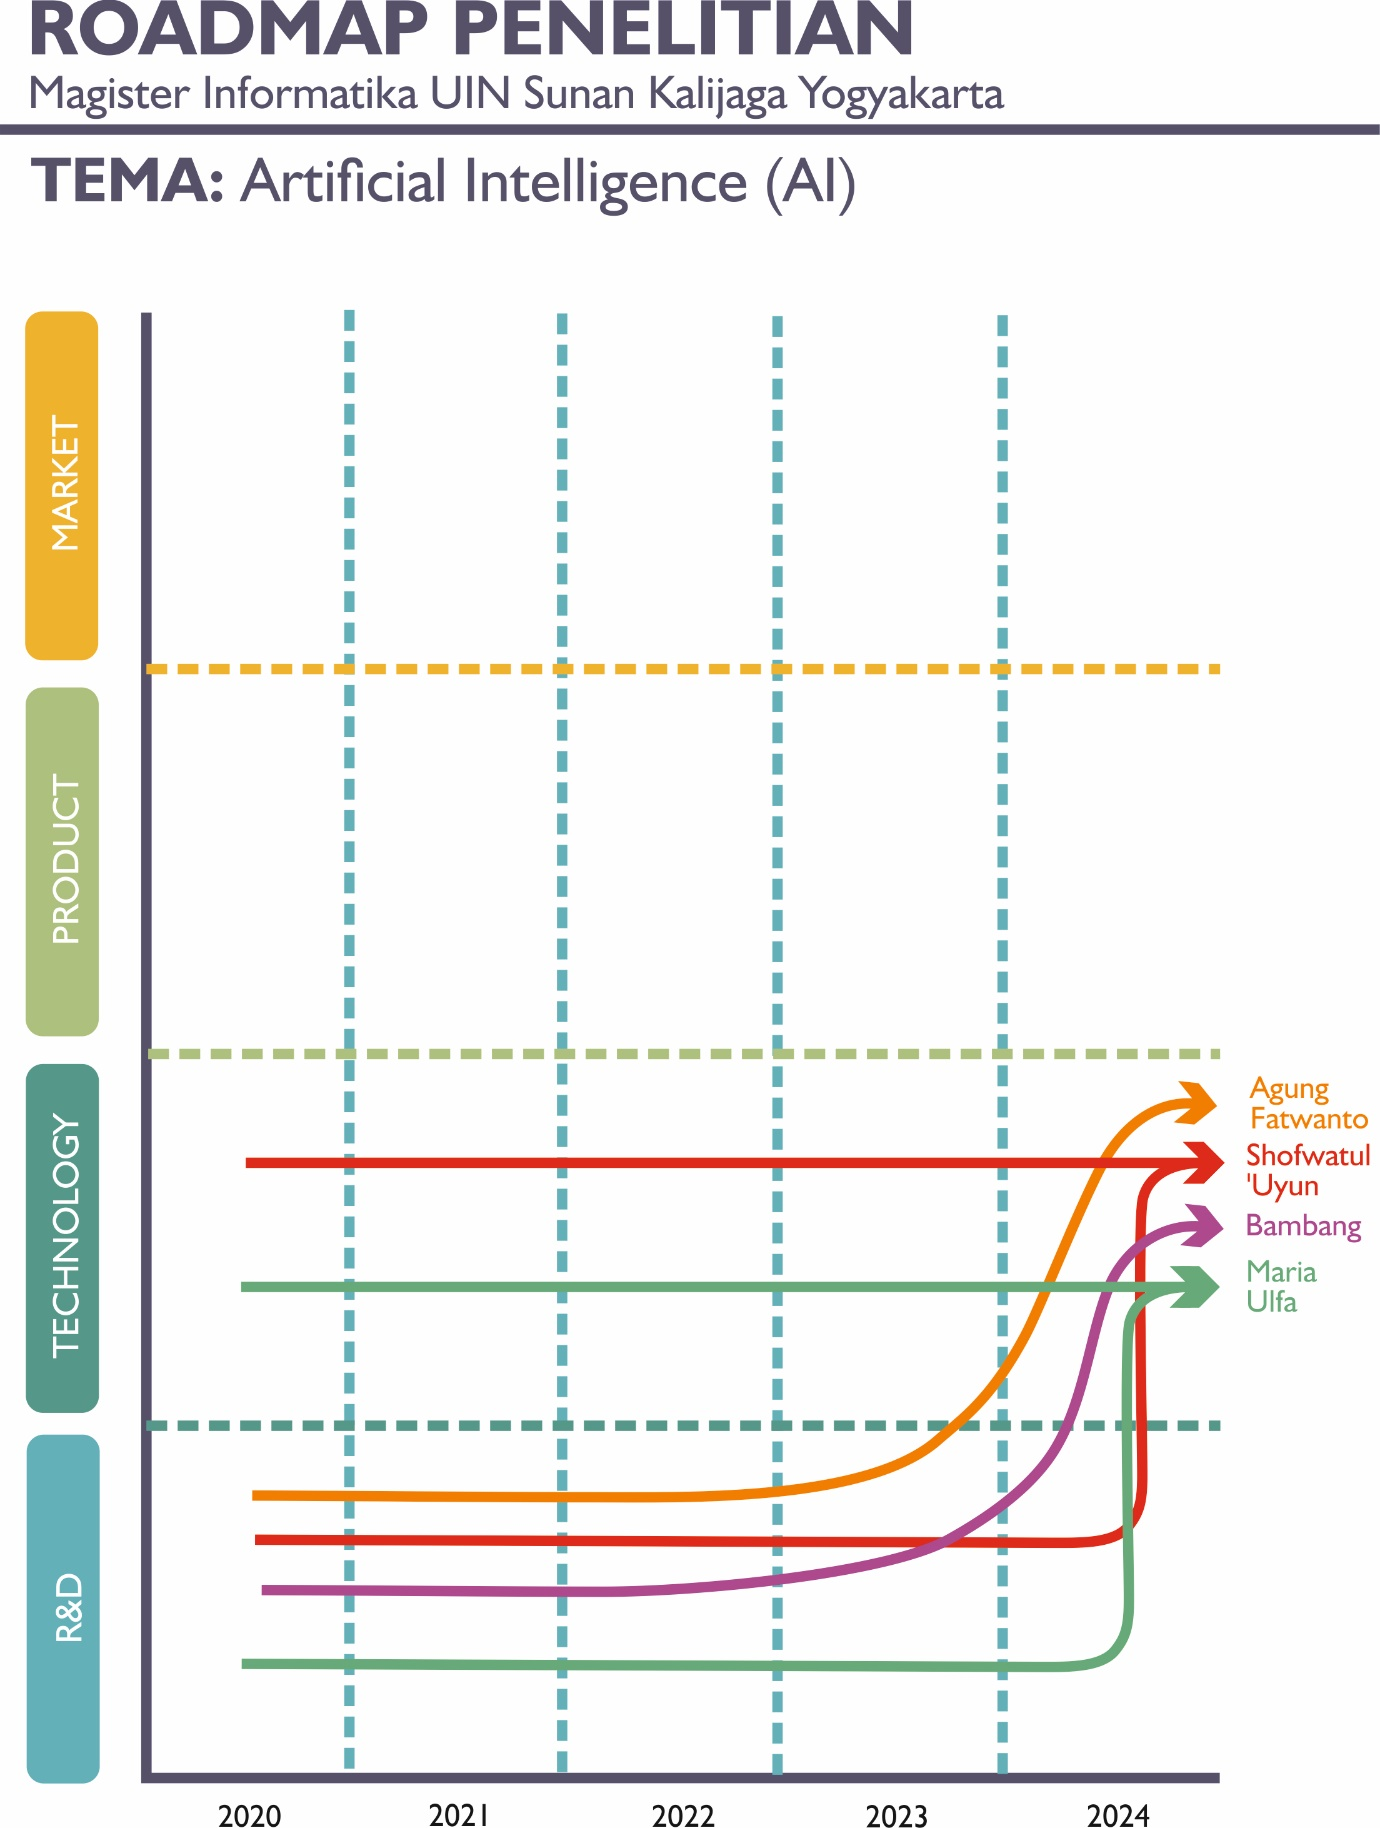 ROADMAP PENELITIAN
Magister Informatika UIN Sunan Kalijaga Yogyakarta
TEMA: Artificial Intelligence (AI)
MARKET
PRODUCT
TECHNOLOGY
R&D
Agung
Fatwanto
Shofwatul
'Uyun
Bambang
Maria
Ulfa
2020 2021 2022 2023 2024